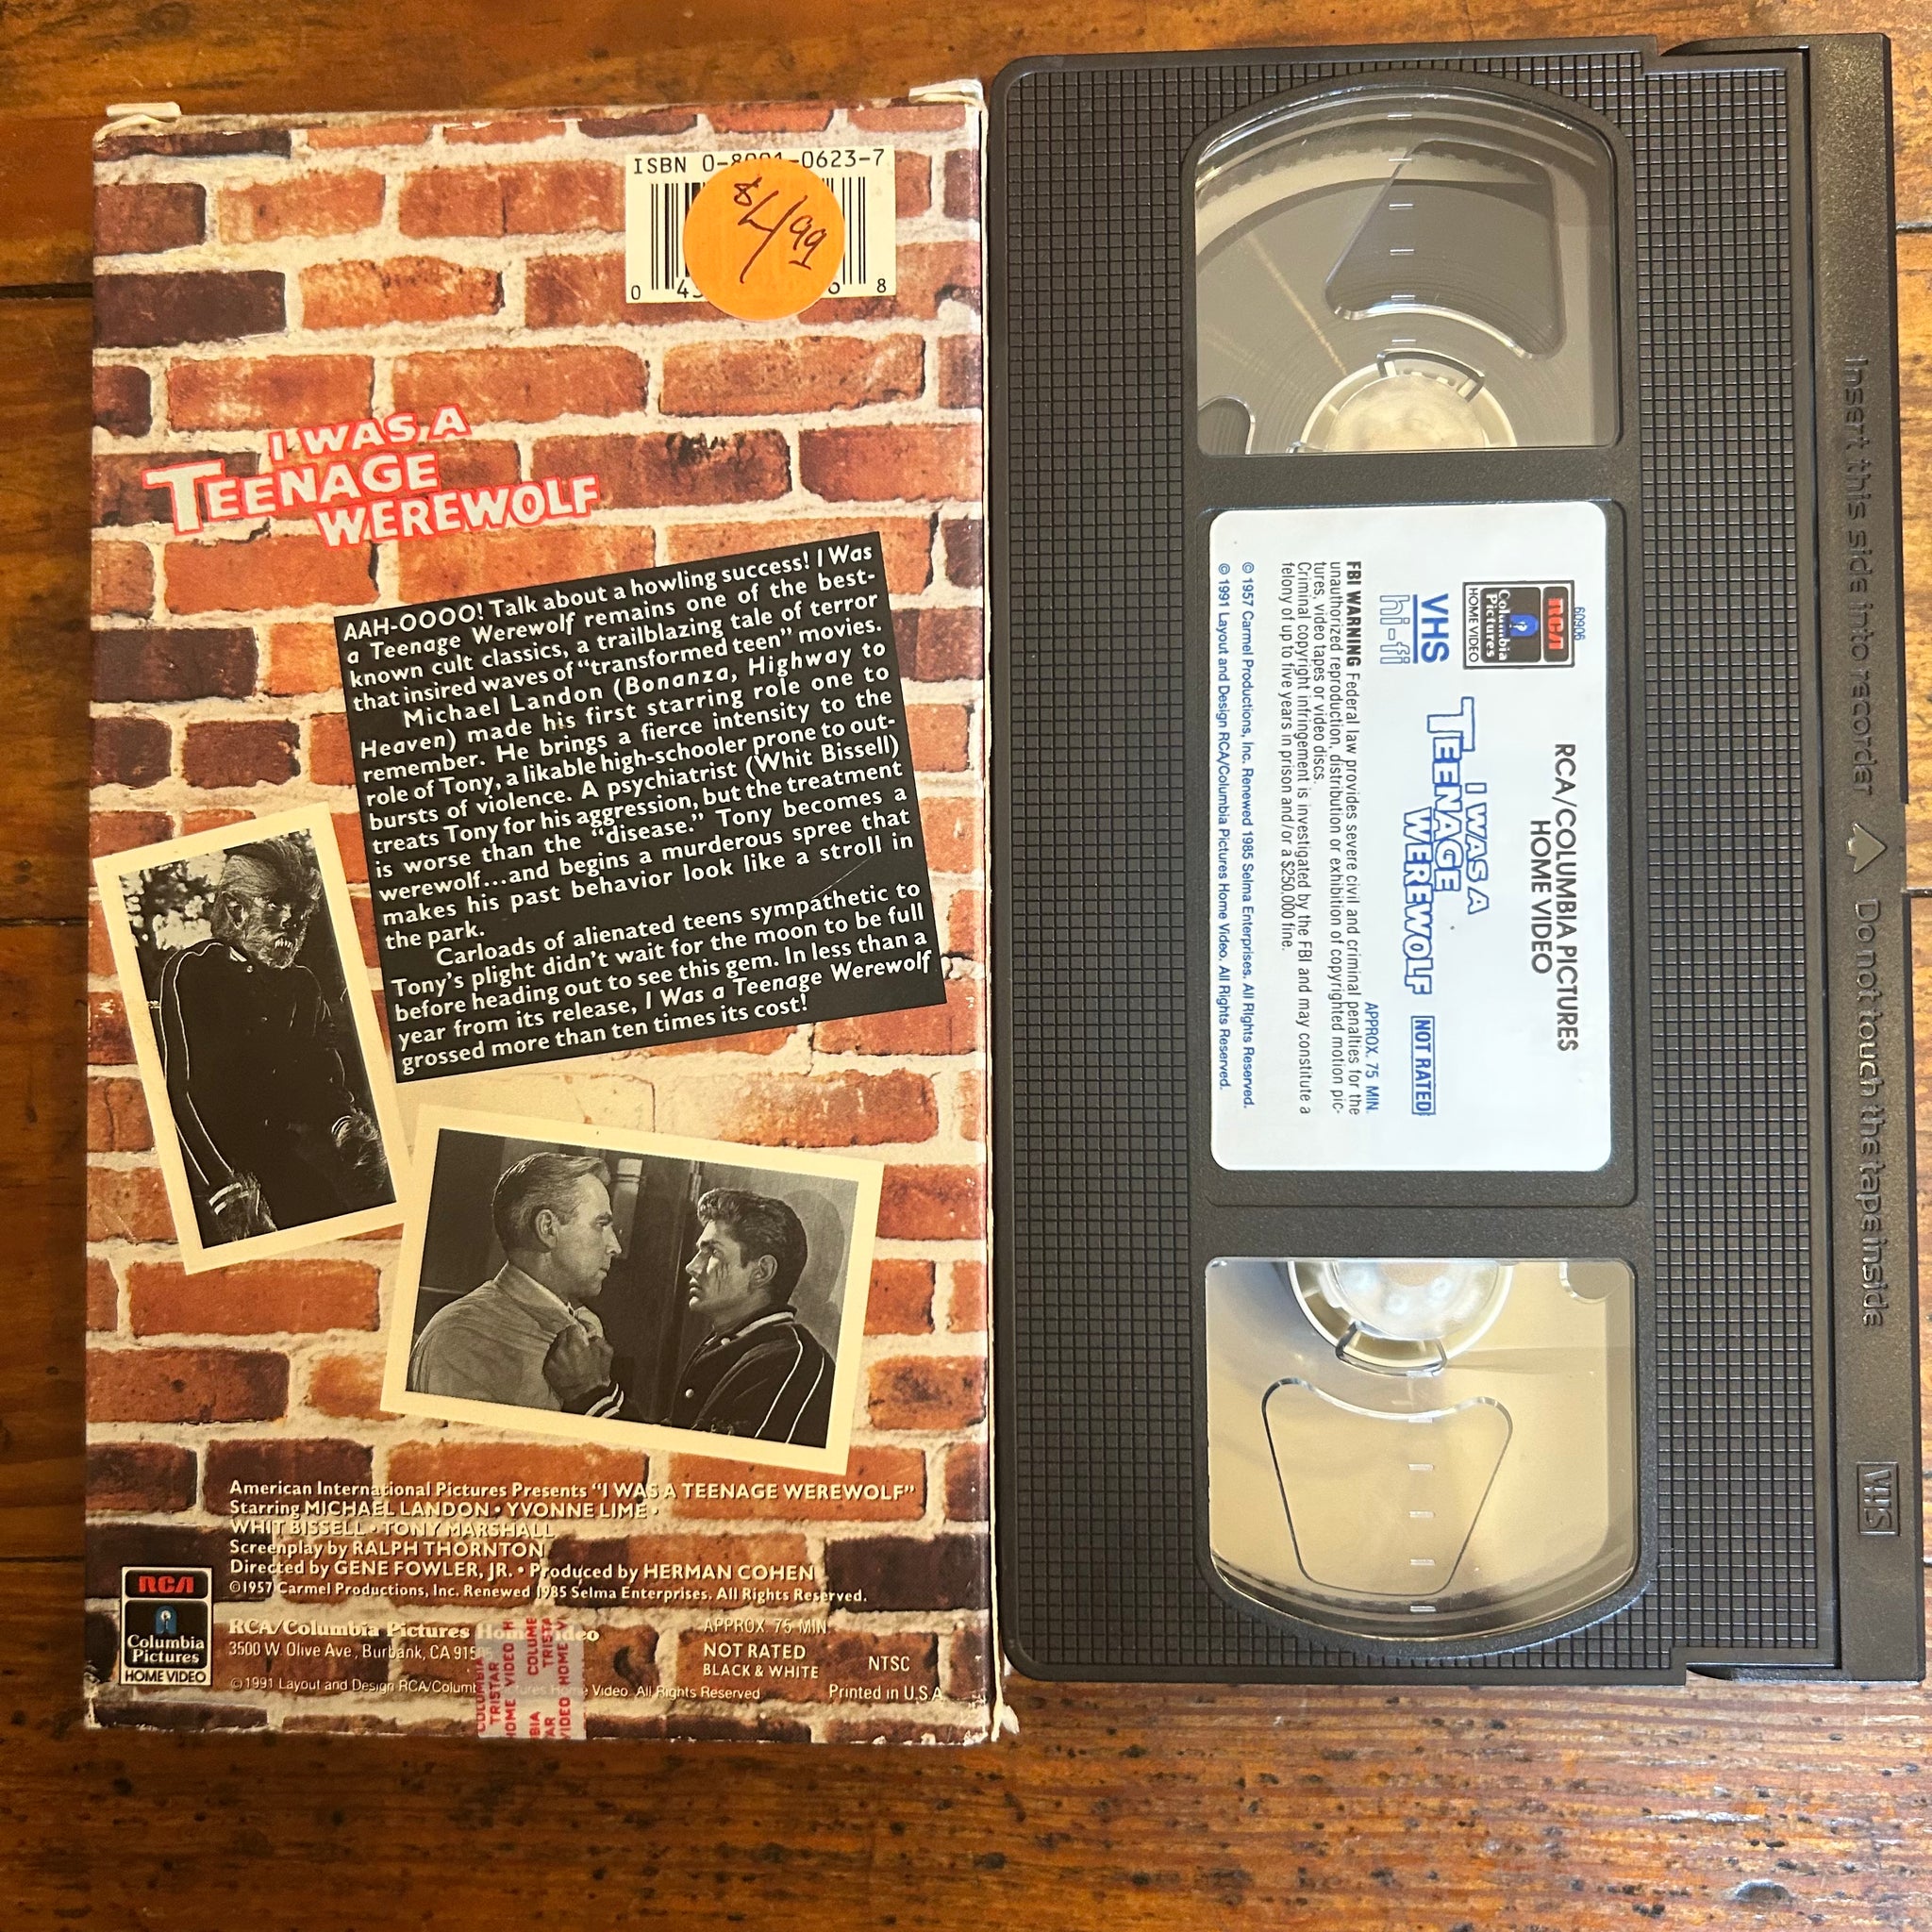 ISBN 0-8001-0623-7
$4/99
0 43 6 8
I WAS A
TEENAGE
WEREWOLF
AAH-OOOO! Talk about a howling success! I Was
a Teenage Werewolf remains one of the best-
known cult classics, a trailblazing tale of terror
that insired waves of "transformed teen" movies.
Michael Landon (Bonanza, Highway to
Heaven) made his first starring role one to
remember. He brings a fierce intensity to the
role of Tony, a likable high-schooler prone to out-
bursts of violence. A psychiatrist (Whit Bissell)
treats Tony for his aggression, but the treatment
is worse than the "disease." Tony becomes a
werewolf...and begins a murderous spree that
makes his past behavior look like a stroll in
the park.
Carloads of alienated teens sympathetic to
Tony's plight didn't wait for the moon to be full
before heading out to see this gem. In less than a
year from its release, I Was a Teenage Werewolf
grossed more than ten times its cost!
American International Pictures Presents "I WAS A TEENAGE WEREWOLF"
Starring MICHAEL LANDON • YVONNE LIME •
WHIT BISSELL • TONY MARSHALL
Screenplay by RALPH THORNTON
Directed by GENE FOWLER, JR. • Produced by HERMAN COHEN
©1957 Carmel Productions, Inc. Renewed 1985 Selma Enterprises. All Rights Reserved.
RCA
Columbia
Pictures
HOME VIDEO
RCA/Columbia Pictures Home Video
3500 W. Olive Ave., Burbank, CA 915
©1991 Layout and Design RCA/Columb tures Home Video. All Rights Reserved
APPROX. 75 MIN.
NOT RATED
BLACK & WHITE
NTSC
Printed in U.S.A.
COLUMBIA
TRISTAR
HOME VIDEO H
BIA COLUMB
AR TRISTA
VIDEO HOME V
60906
RCA
Columbia
Pictures
HOME VIDEO
RCA/COLUMBIA PICTURES
HOME VIDEO
I WAS A
TEENAGE
WEREWOLF
NOT RATED
VHS
hi-fi
APPROX. 75 MIN.
FBI WARNING Federal law provides severe civil and criminal penalties for the
unauthorized reproduction, distribution or exhibition of copyrighted motion pic-
tures, video tapes or video discs.
Criminal copyright infringement is investigated by the FBI and may constitute a
felony of up to five years in prison and/or a $250,000 fine.
©1957 Carmel Productions, Inc. Renewed 1985 Selma Enterprises. All Rights Reserved.
©1991 Layout and Design RCA/Columbia Pictures Home Video. All Rights Reserved.
Insert this side into recorder
Do not touch the tape inside
VHS